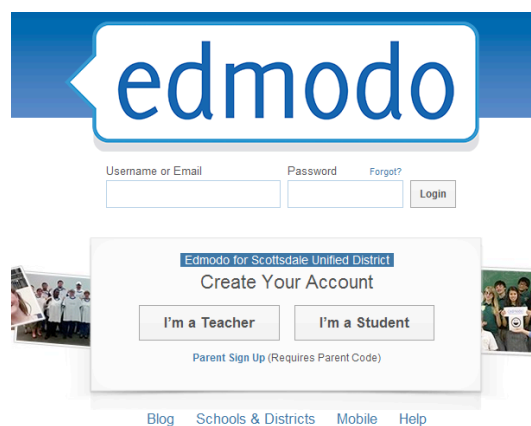 edmodo
Username or Email Password Forgot?
Login
Edmodo for Scottsdale Unified District
Create Your Account
I'm a Teacher I'm a Student
Parent Sign Up (Requires Parent Code)
Blog Schools & Districts Mobile Help